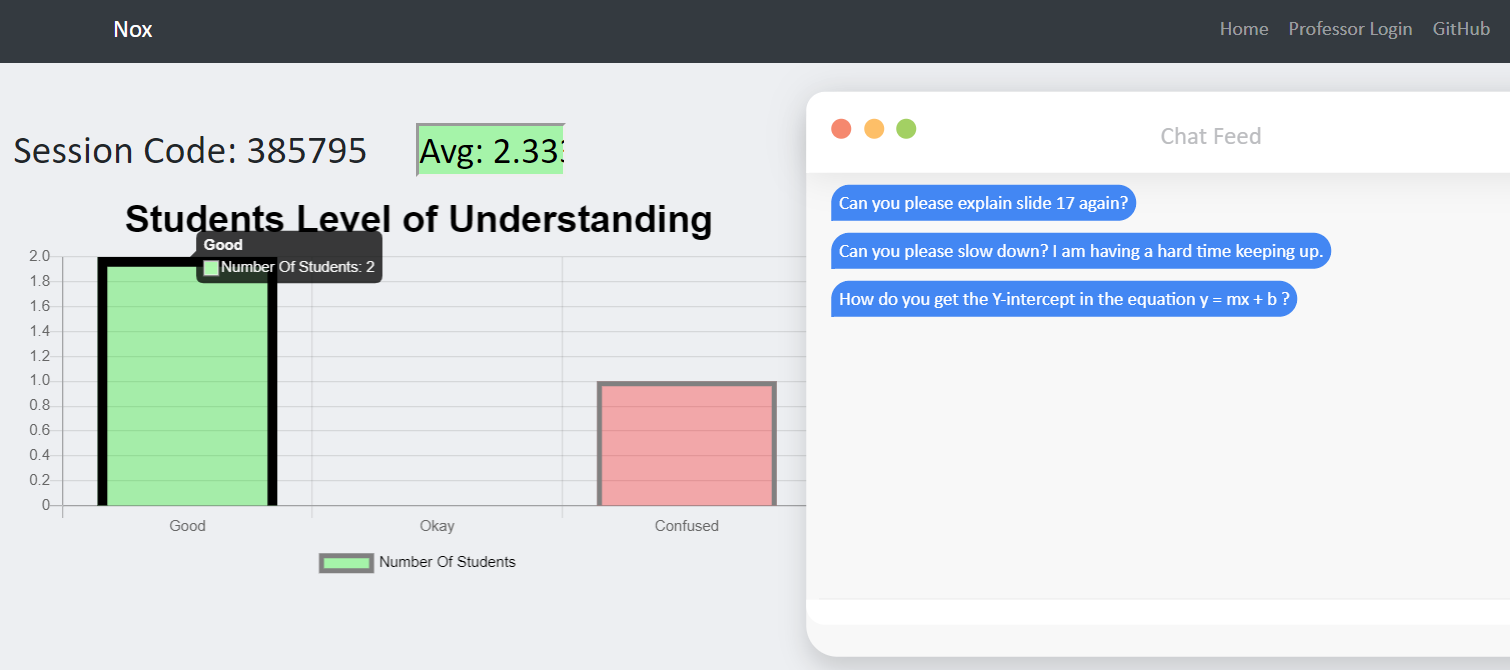 Nox
Home Professor Login GitHub
Session Code: 385795
Avg: 2.333
Students Level of Understanding
Good
Number Of Students: 2
2.0
1.8
1.6
1.4
1.2
1.0
0.8
0.6
0.4
0.2
0
Good Okay Confused
Number Of Students
Chat Feed
Can you please explain slide 17 again?
Can you please slow down? I am having a hard time keeping up.
How do you get the Y-intercept in the equation y = mx + b ?